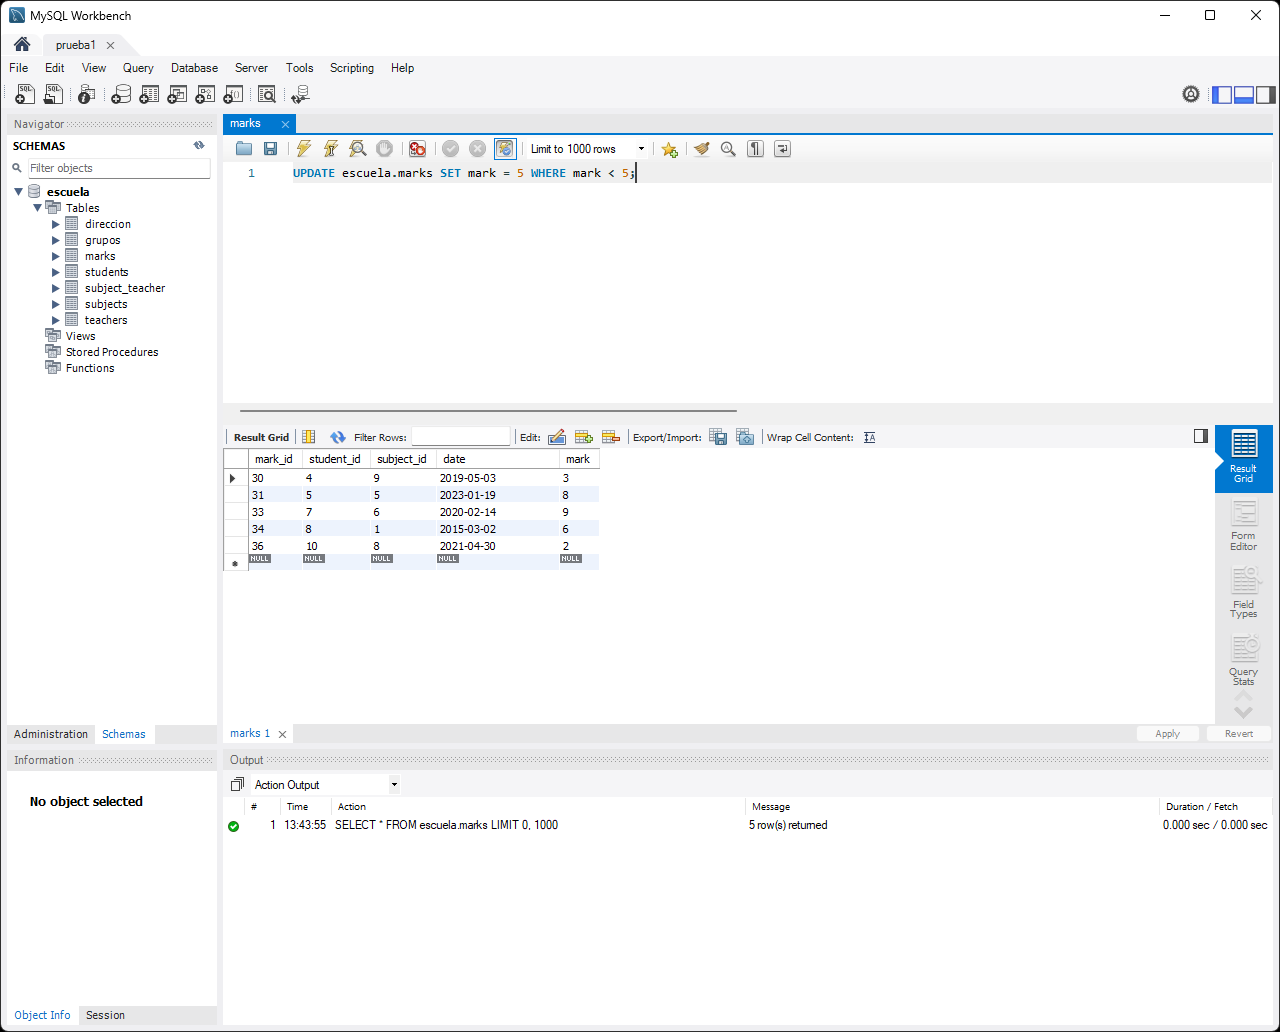 MySQL Workbench
prueba1
File Edit View Query Database Server Tools Scripting Help
Navigator
SCHEMAS
Filter objects
escuela
Tables
direccion
grupos
marks
students
subject_teacher
subjects
teachers
Views
Stored Procedures
Functions
Administration Schemas
Information
No object selected
Object Info Session
marks
Limit to 1000 rows
1 UPDATE escuela.marks SET mark = 5 WHERE mark < 5;
Result Grid Filter Rows: Edit: Export/Import: Wrap Cell Content:
mark_id student_id subject_id date mark
30 4 9 2019-05-03 3
31 5 5 2023-01-19 8
33 7 6 2020-02-14 9
34 8 1 2015-03-02 6
36 10 8 2021-04-30 2
NULL NULL NULL NULL NULL
Result
Grid
Form
Editor
Field
Types
Query
Stats
marks 1 Apply Revert
Output
Action Output
# Time Action Message Duration / Fetch
1 13:43:55 SELECT * FROM escuela.marks LIMIT 0, 1000 5 row(s) returned 0.000 sec / 0.000 sec